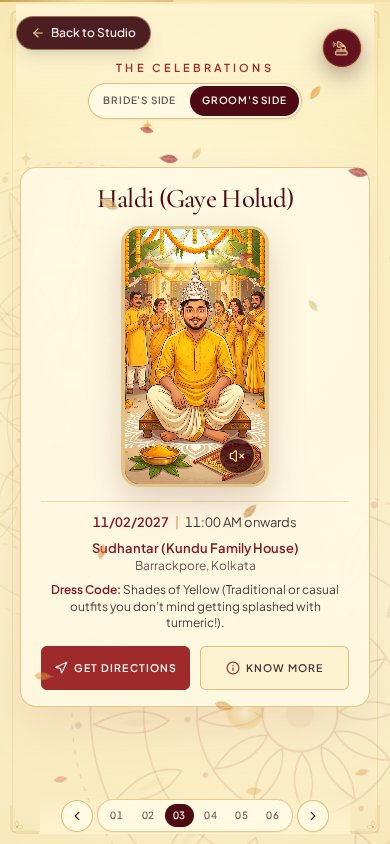 Back to Studio
THE CELEBRATIONS
BRIDE'S SIDE
GROOM'S SIDE
Haldi (Gaye Holud)
11/02/2027 | 11:00 AM onwards
Sudhantar (Kundu Family House)
Barrackpore, Kolkata
Dress Code: Shades of Yellow (Traditional or casual
outfits you don't mind getting splashed with
turmeric!).
GET DIRECTIONS
KNOW MORE
01 02 03 04 05 06